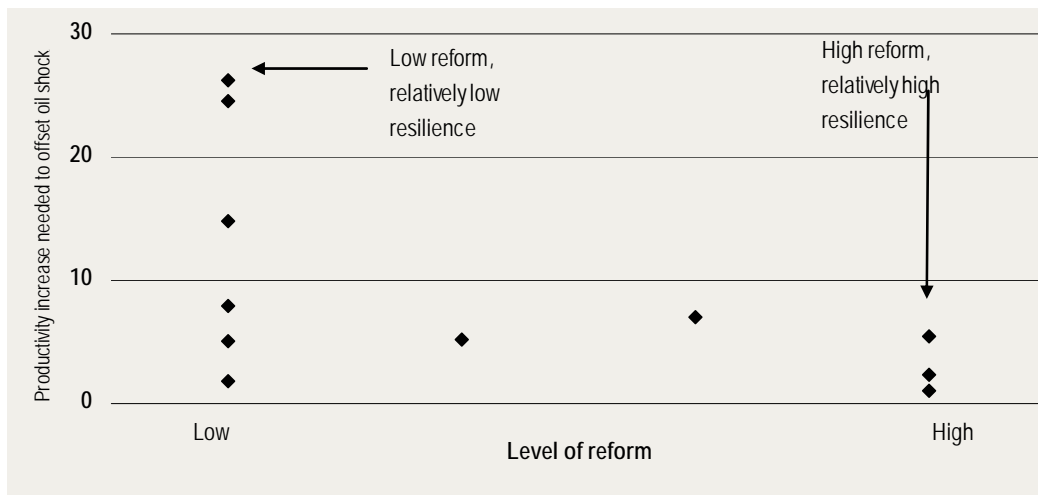 Productivity increase needed to offset oil shock
30
20
10
0
Low reform,
relatively low
resilience
High reform,
relatively high
resilience
Low
High
Level of reform